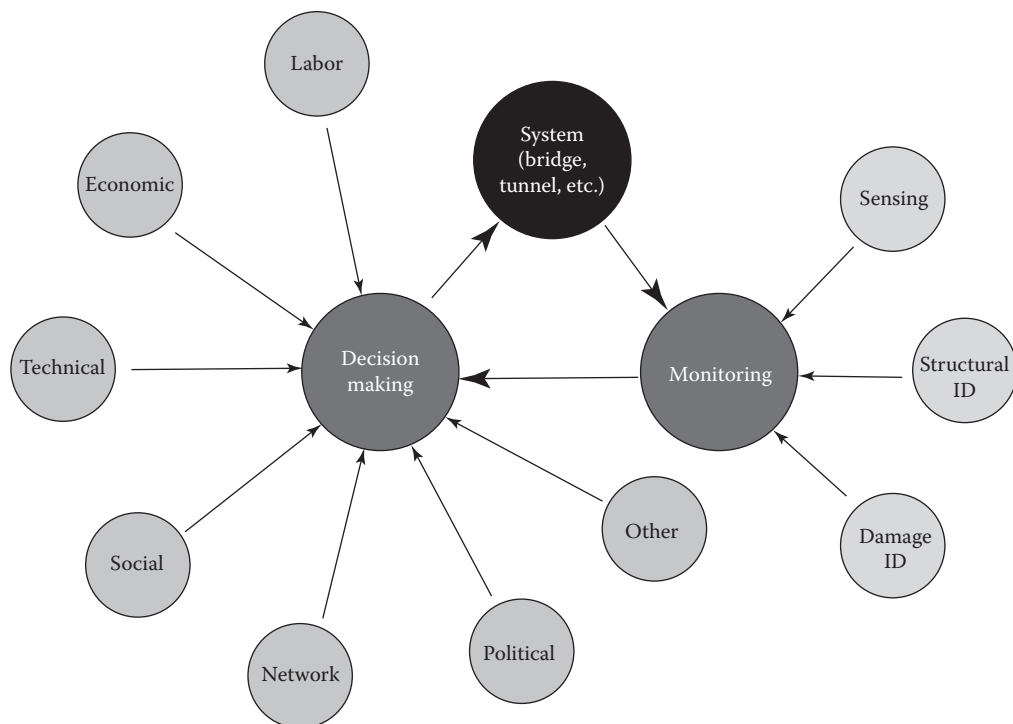 Labor
System
(bridge,
tunnel, etc.)
Economic
Sensing
Technical
Decision
making
Monitoring
Structural
ID
Other
Damage
ID
Social
Political
Network